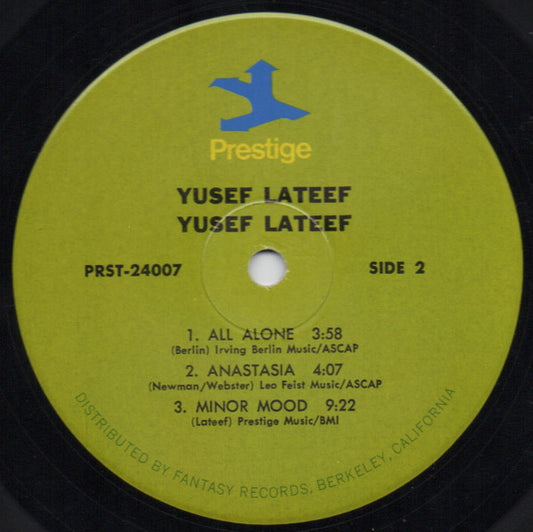 Prestige
YUSEF LATEEF
YUSEF LATEEF
PRST-24007
SIDE 2
1. ALL ALONE 3:58
(Berlin) Irving Berlin Music/ASCAP
2. ANASTASIA 4:07
(Newman/Webster) Leo Feist Music/ASCAP
3. MINOR MOOD 9:22
(Lateef) Prestige Music/BMI
DISTRIBUTED BY FANTASY RECORDS, BERKELEY, CALIFORNIA